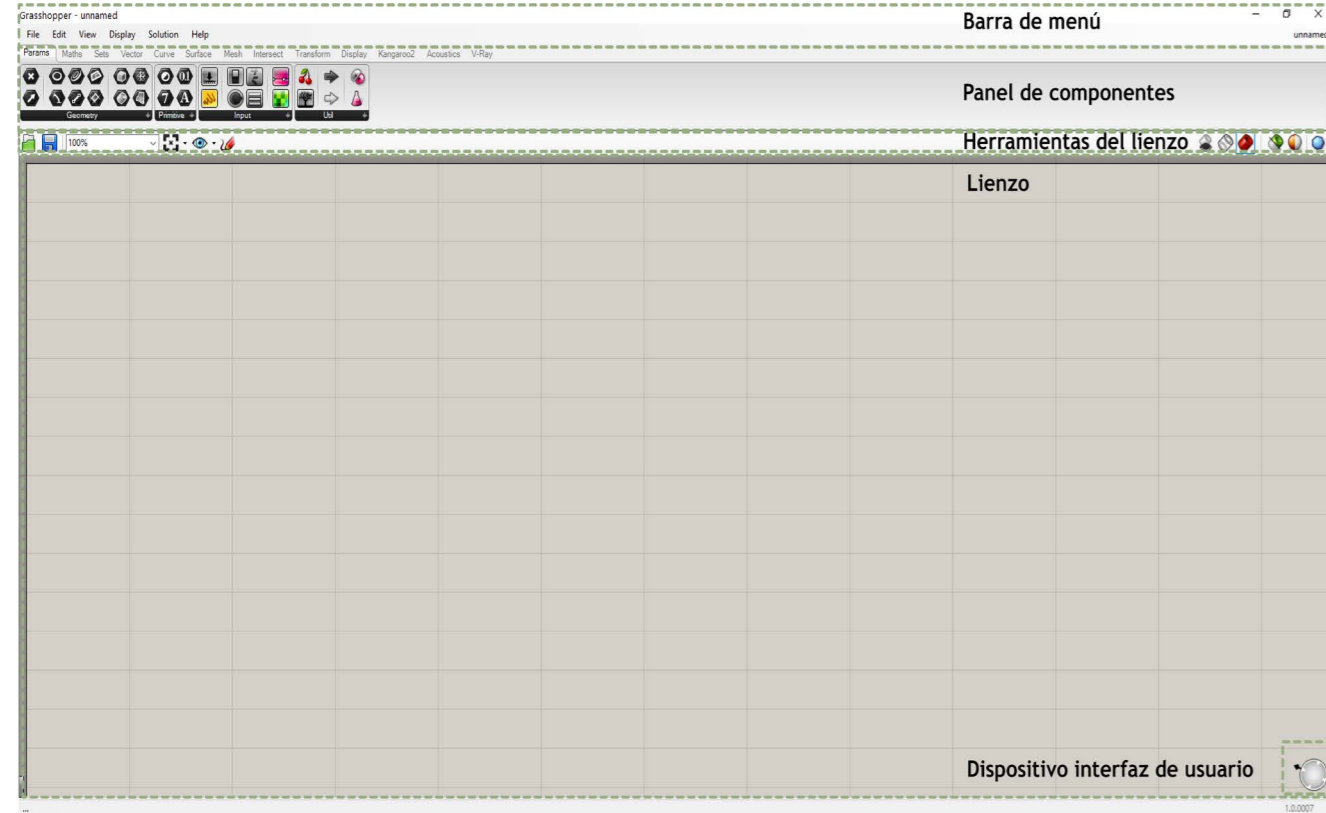 Grasshopper - unnamed
Barra de menú
File Edit View Display Solution Help
unnamed
Params Maths Sets Vector Curve Surface Mesh Intersect Transform Display Kangaroo2 Acoustics V-Ray
Panel de componentes
Geometry Primitive Input Util
100%
Herramientas del lienzo
Lienzo
Dispositivo interfaz de usuario
...
1.0.0007